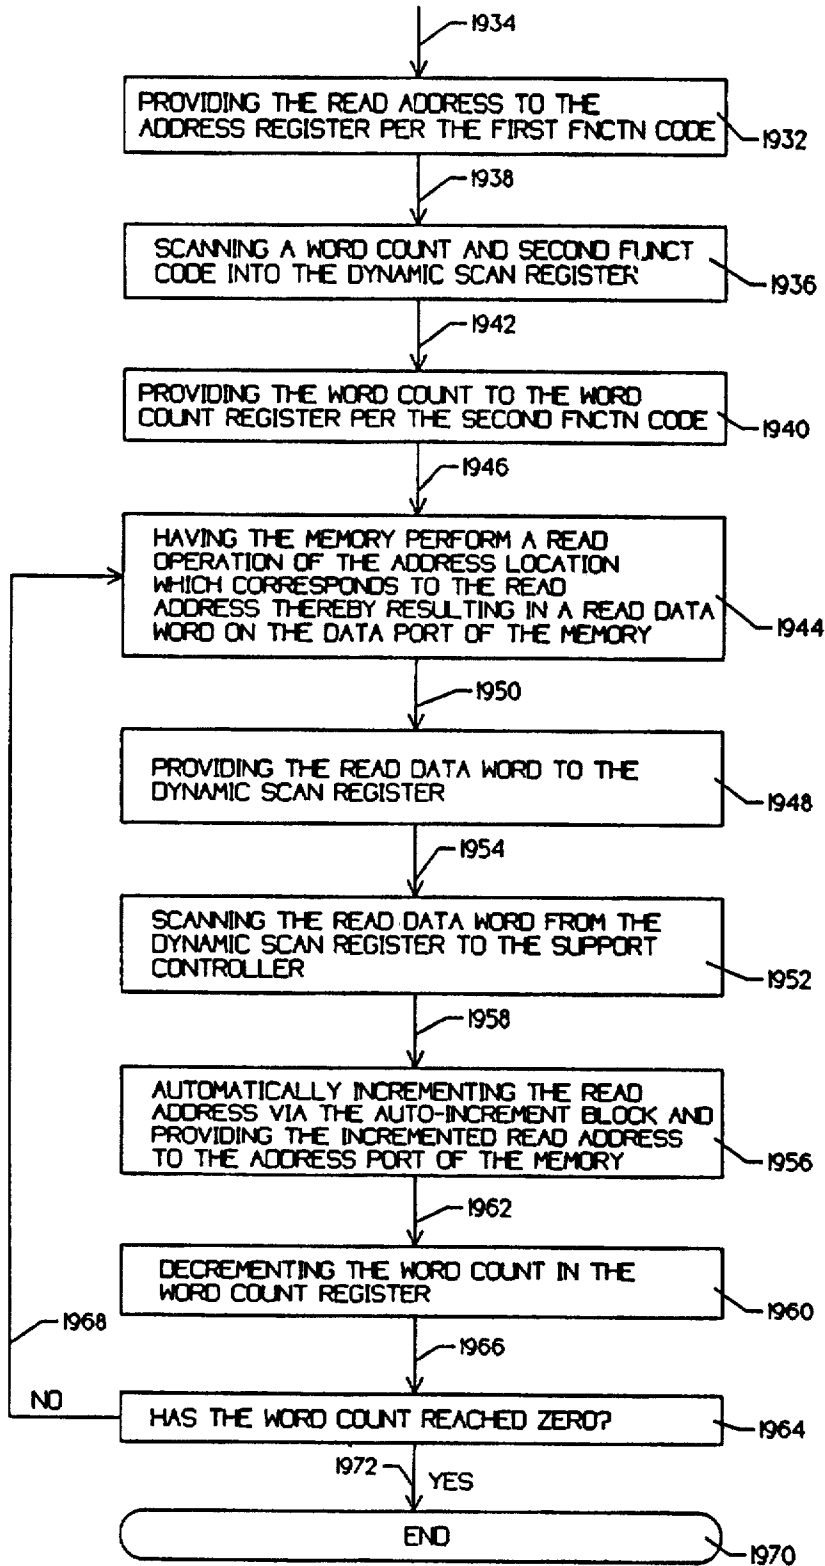 1934
PROVIDING THE READ ADDRESS TO THE
ADDRESS REGISTER PER THE FIRST FNCTN CODE
1932
1938
SCANNING A WORD COUNT AND SECOND FUNCT
CODE INTO THE DYNAMIC SCAN REGISTER
1936
1942
PROVIDING THE WORD COUNT TO THE WORD
COUNT REGISTER PER THE SECOND FNCTN CODE
1940
1946
HAVING THE MEMORY PERFORM A READ
OPERATION OF THE ADDRESS LOCATION
WHICH CORRESPONDS TO THE READ
ADDRESS THEREBY RESULTING IN A READ DATA
WORD ON THE DATA PORT OF THE MEMORY
1944
1950
PROVIDING THE READ DATA WORD TO THE
DYNAMIC SCAN REGISTER
1948
1954
SCANNING THE READ DATA WORD FROM THE
DYNAMIC SCAN REGISTER TO THE SUPPORT
CONTROLLER
1952
1958
AUTOMATICALLY INCREMENTING THE READ
ADDRESS VIA THE AUTO-INCREMENT BLOCK AND
PROVIDING THE INCREMENTED READ ADDRESS
TO THE ADDRESS PORT OF THE MEMORY
1956
1962
DECREMENTING THE WORD COUNT IN THE
WORD COUNT REGISTER
1960
1968
1966
NO
HAS THE WORD COUNT REACHED ZERO?
1964
1972
YES
END
1970